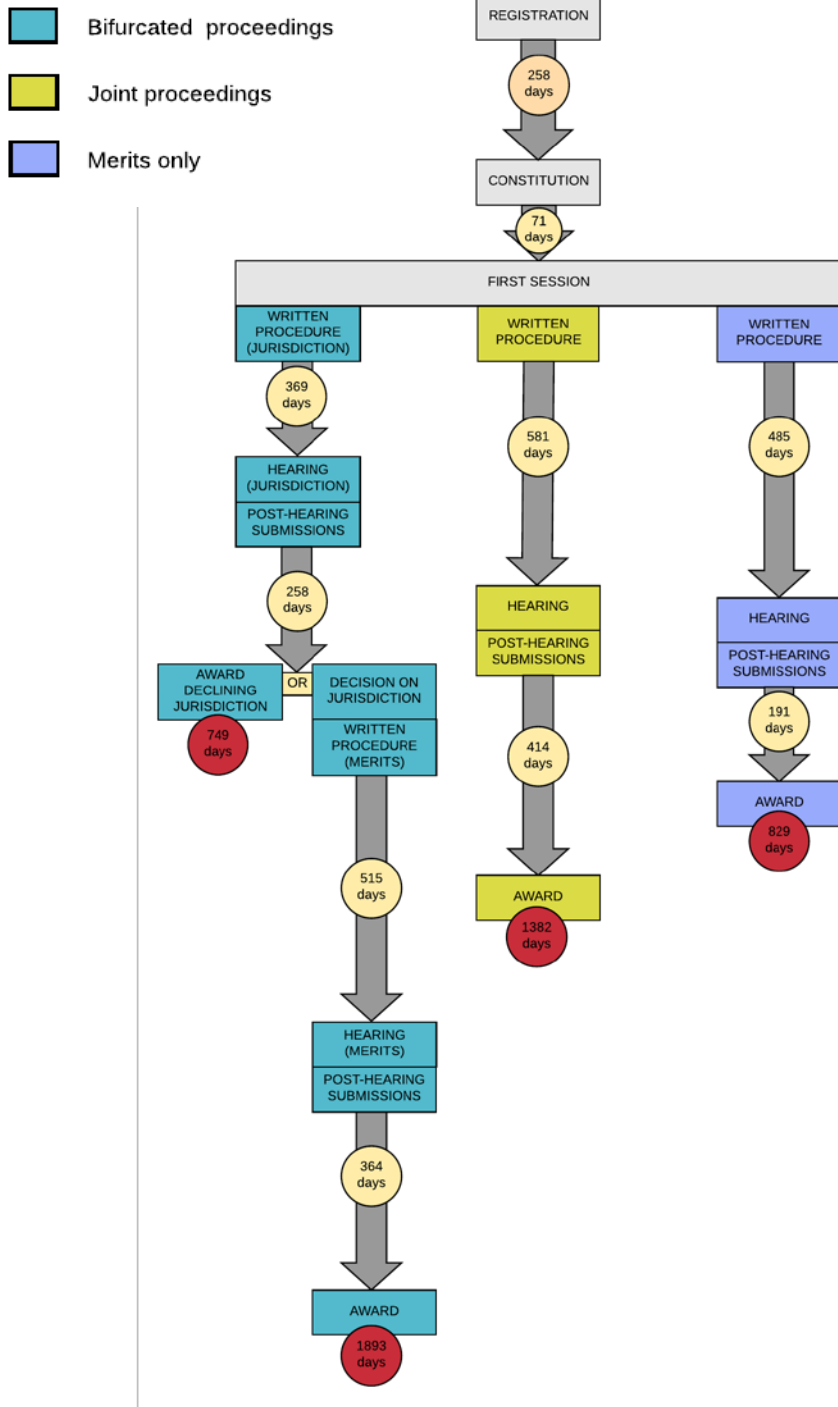 Bifurcated proceedings
Joint proceedings
Merits only
REGISTRATION
258
days
CONSTITUTION
71
days
FIRST SESSION
WRITTEN
PROCEDURE
(JURISDICTION)
369
days
HEARING
(JURISDICTION)
POST-HEARING
SUBMISSIONS
258
days
AWARD
DECLINING
JURISDICTION
749
days
OR
DECISION ON
JURISDICTION
WRITTEN
PROCEDURE
(MERITS)
515
days
HEARING
(MERITS)
POST-HEARING
SUBMISSIONS
364
days
AWARD
1893
days
WRITTEN
PROCEDURE
581
days
HEARING
POST-HEARING
SUBMISSIONS
414
days
AWARD
1382
days
WRITTEN
PROCEDURE
485
days
HEARING
POST-HEARING
SUBMISSIONS
191
days
AWARD
829
days